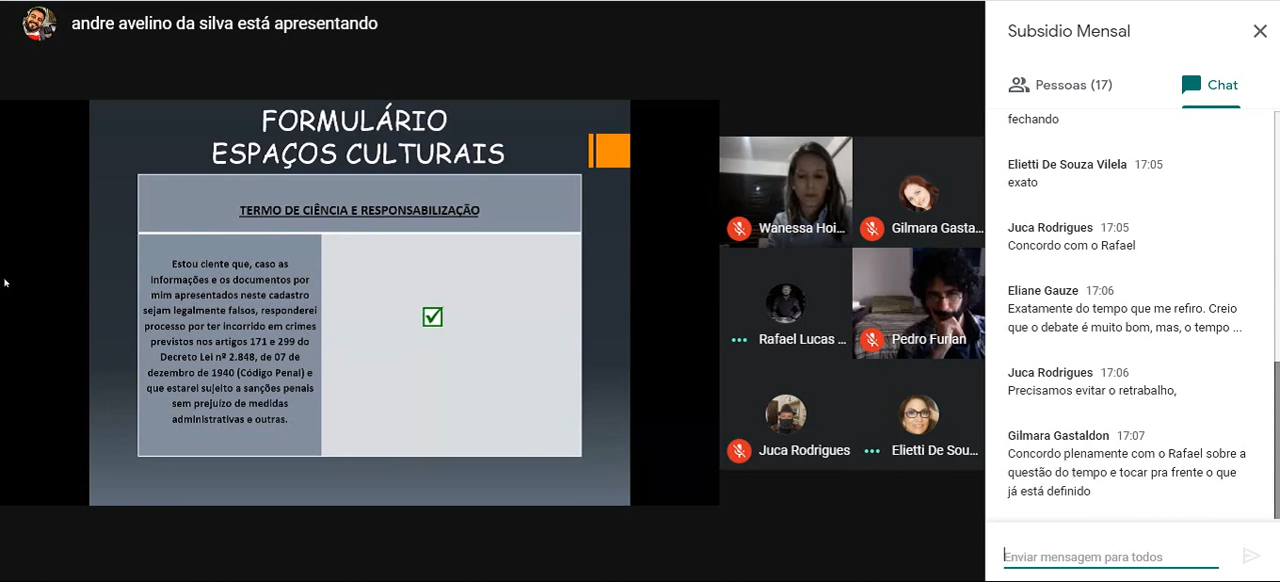 andre avelino da silva está apresentando
FORMULÁRIO
ESPAÇOS CULTURAIS
TERMO DE CIÊNCIA E RESPONSABILIZAÇÃO
Estou ciente que, caso as
informações e os documentos por
mim apresentados neste cadastro
sejam legalmente falsos, responderei
processo por ter incorrido em crimes
previstos nos artigos 171 e 299 do
Decreto Lei nº 2.848, de 07 de
dezembro de 1940 (Código Penal) e
que estarei sujeito a sanções penais
sem prejuízo de medidas
administrativas e outras.
Wanessa Hoi...
Gilmara Gasta...
Rafael Lucas ...
Pedro Furlan
Juca Rodrigues
Elietti De Sou...
Subsidio Mensal
Pessoas (17)
Chat
fechando
Elietti De Souza Vilela 17:05
exato
Juca Rodrigues 17:05
Concordo com o Rafael
Eliane Gauze 17:06
Exatamente do tempo que me refiro. Creio
que o debate é muito bom, mas, o tempo ...
Juca Rodrigues 17:06
Precisamos evitar o retrabalho,
Gilmara Gastaldon 17:07
Concordo plenamente com o Rafael sobre a
questão do tempo e tocar pra frente o que
já está definido
Enviar mensagem para todos